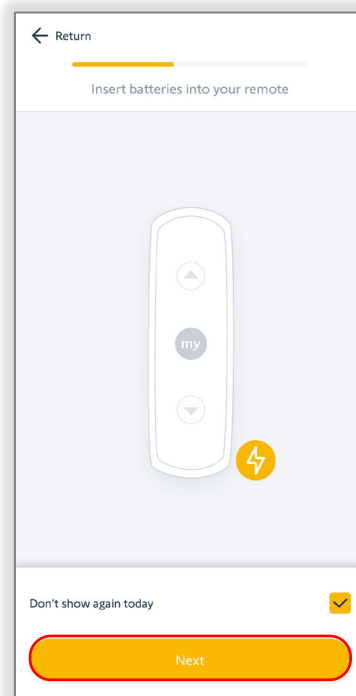 Return
Insert batteries into your remote
my
Don't show again today
Next